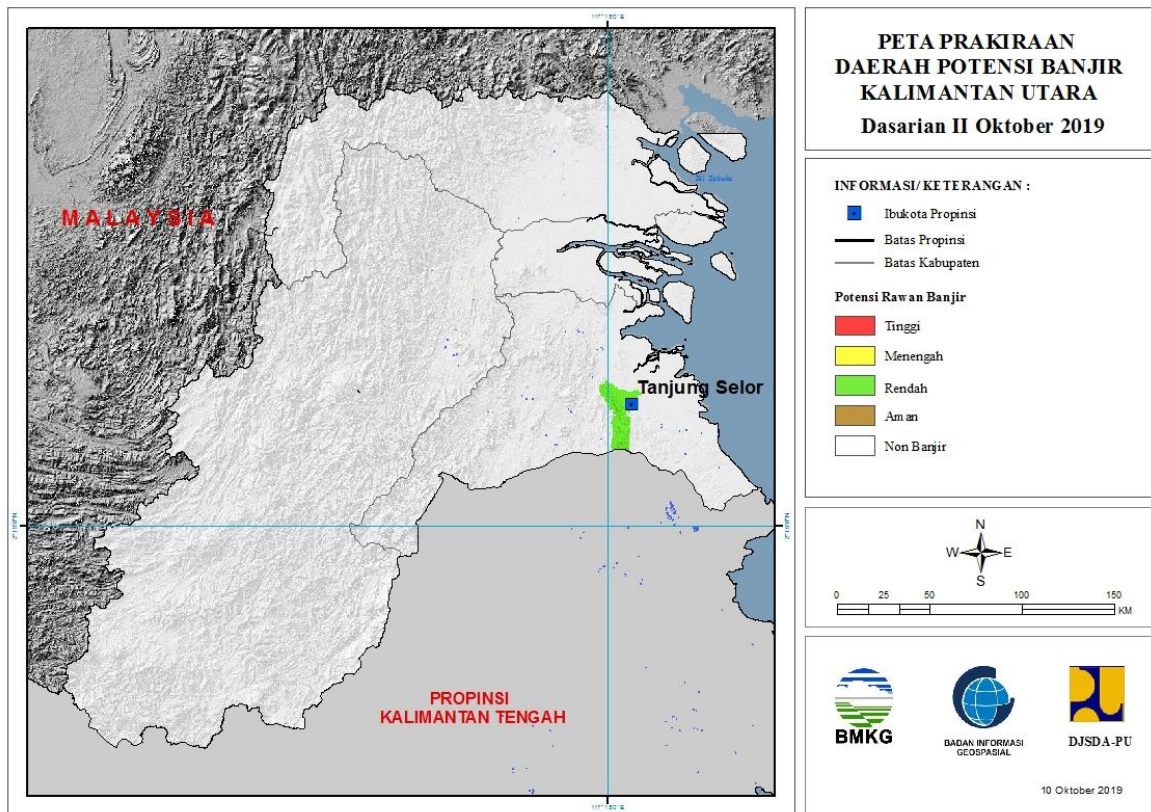 PETA PRAKIRAAN
DAERAH POTENSI BANJIR
KALIMANTAN UTARA
Dasarian II Oktober 2019
INFORMASI/ KETERANGAN :
Ibukota Propinsi
Batas Propinsi
Batas Kabupaten
Potensi Rawan Banjir
Tinggi
Menengah
Rendah
Aman
Non Banjir
MALAYSIA
Tanjung Selor
PROPINSI
KALIMANTAN TENGAH
N
W E
S
0 25 50 100 150
KM
BMKG
BADAN INFORMASI
GEOSPASIAL
DJSDA-PU
10 Oktober 2019